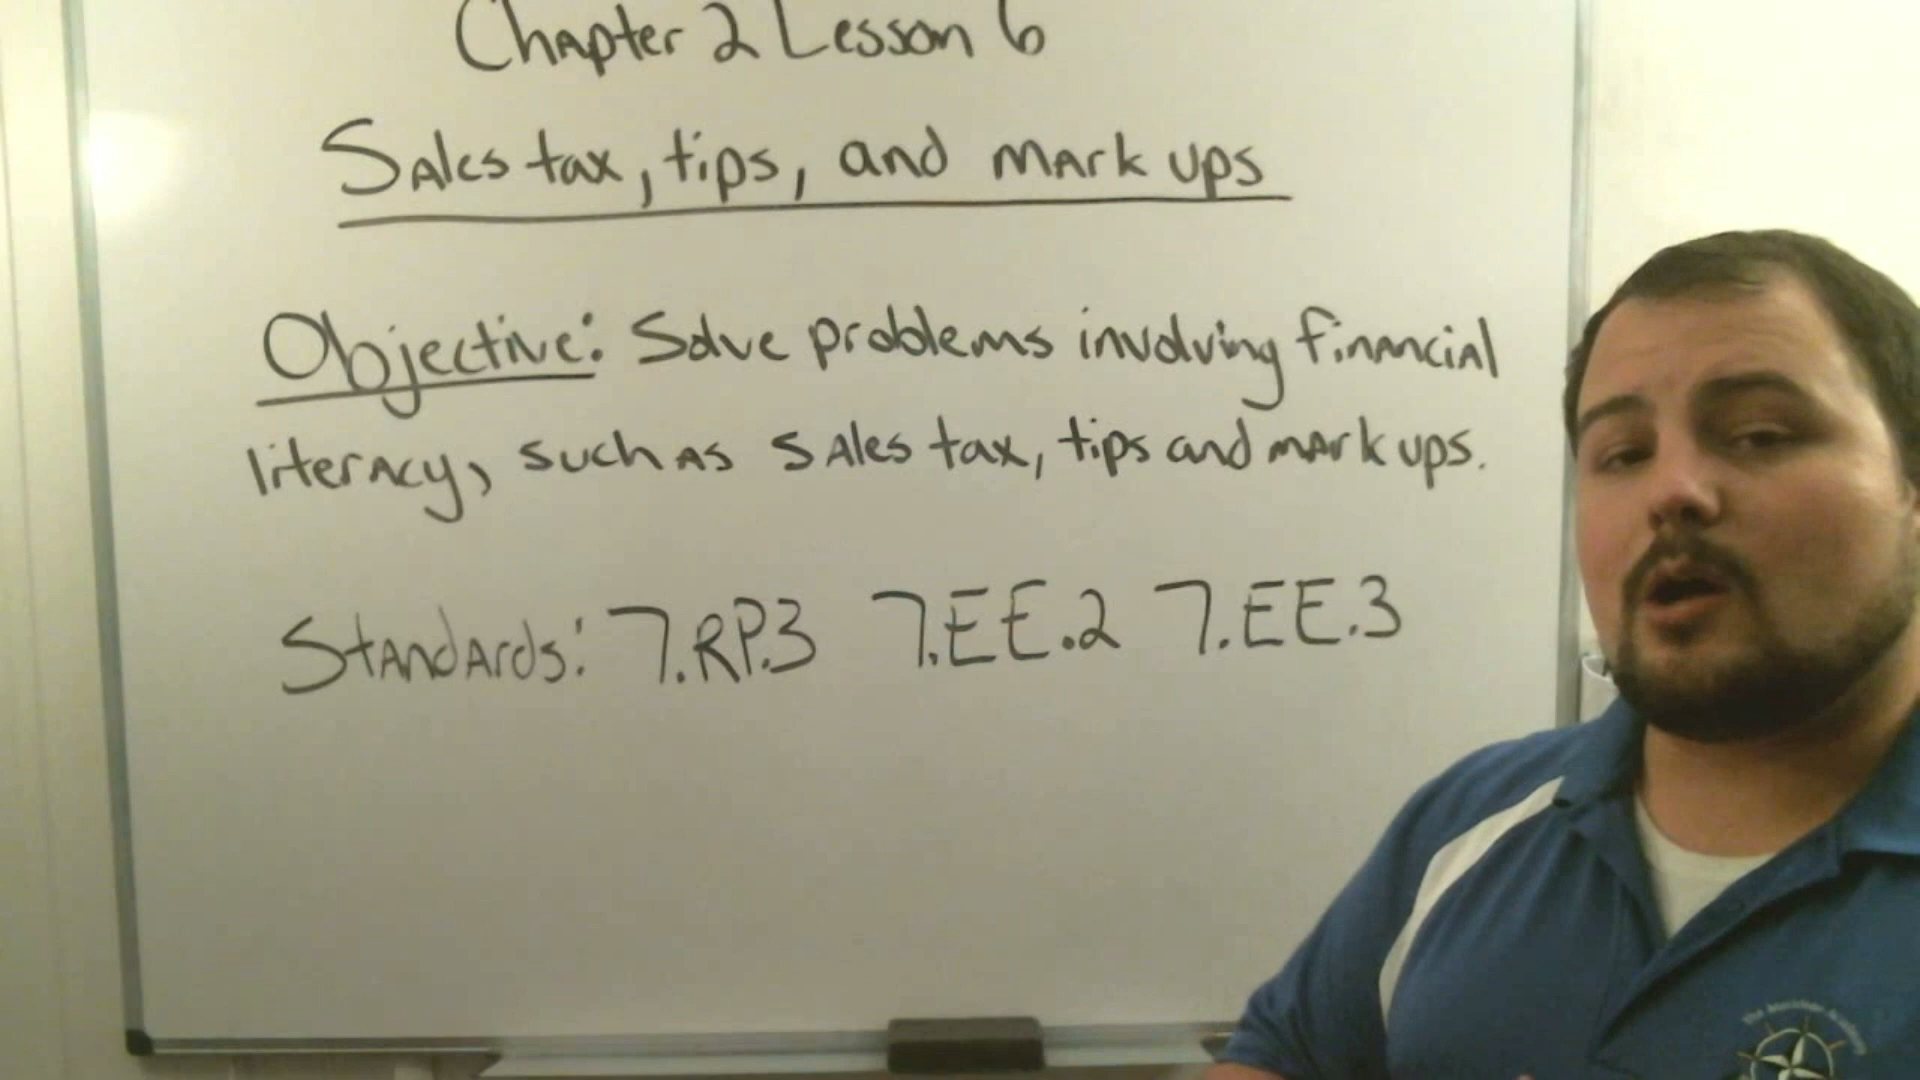 Chapter 2 Lesson 6
Sales tax, tips, and mark ups
Objective: Solve problems involving financial
literacy, such as sales tax, tips and mark ups.
Standards: 7.RP.3 7.EE.2 7.EE.3